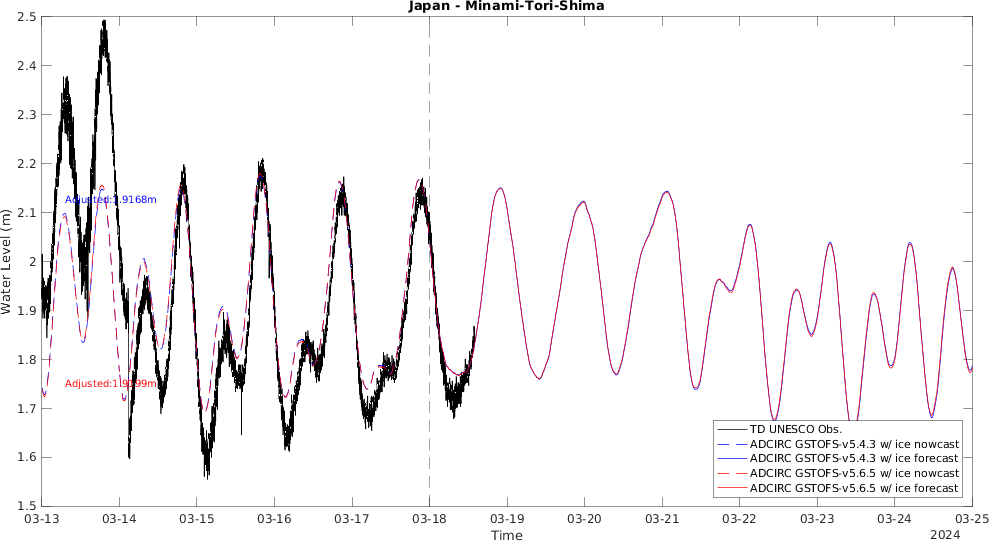 Japan - Minami-Tori-Shima
2.5
2.4
2.3
2.2
2.1
2
1.9
1.8
1.7
1.6
1.5
Water Level (m)
Adjusted:1.9168m
Adjusted:1.9199m
TD UNESCO Obs.
ADCIRC GSTOFS-v5.4.3 w/ ice nowcast
ADCIRC GSTOFS-v5.4.3 w/ ice forecast
ADCIRC GSTOFS-v5.6.5 w/ ice nowcast
ADCIRC GSTOFS-v5.6.5 w/ ice forecast
03-13 03-14 03-15 03-16 03-17 03-18 03-19 03-20 03-21 03-22 03-23 03-24 03-25
Time
2024